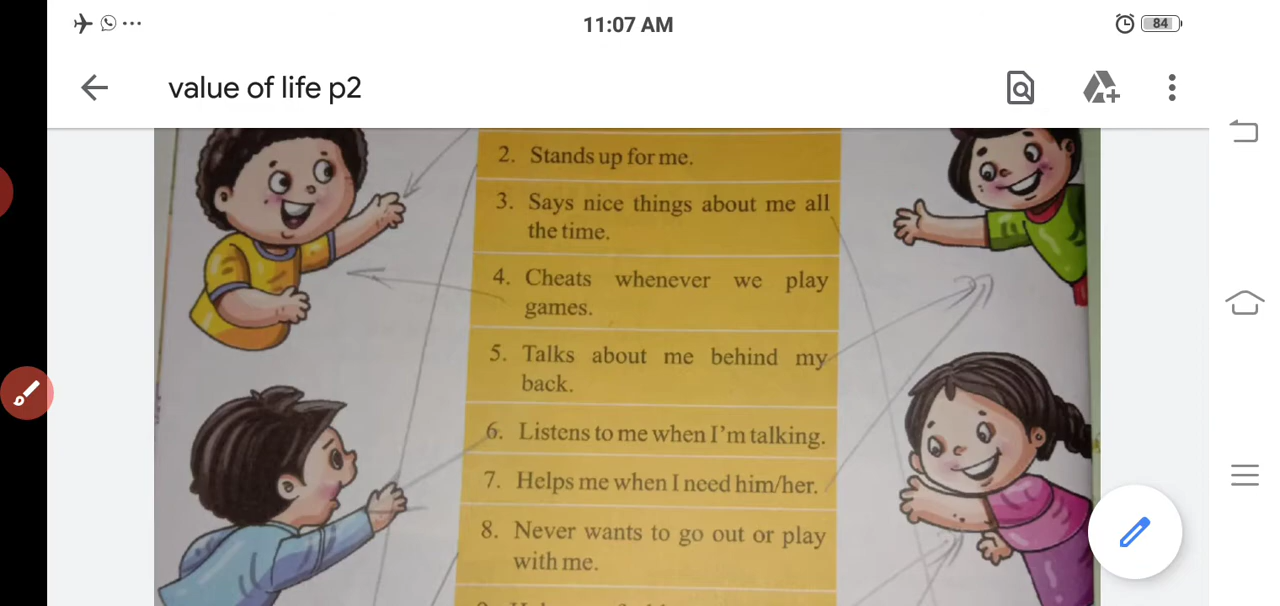 11:07 AM
84
value of life p2
2. Stands up for me.
3. Says nice things about me all
the time.
4. Cheats whenever we play
games.
5. Talks about me behind my
back.
6. Listens to me when I'm talking.
7. Helps me when I need him/her.
8. Never wants to go out or play
with me.